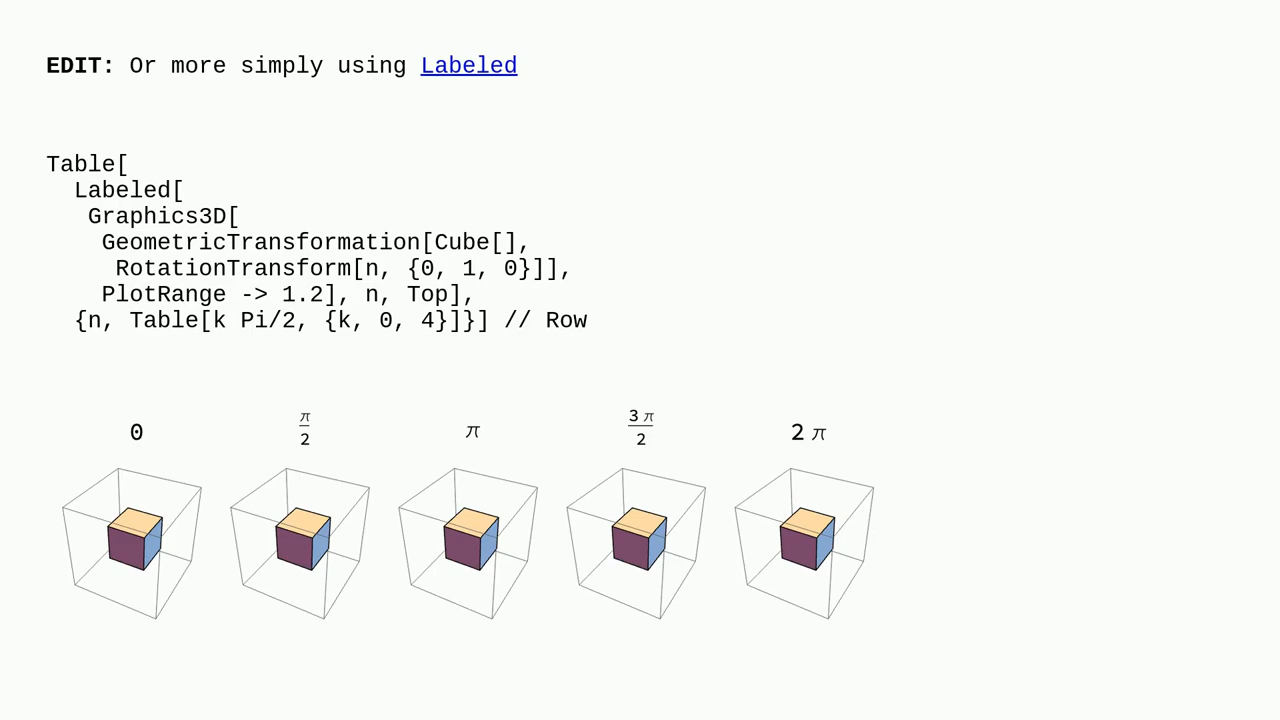 EDIT: Or more simply using Labeled
Table[
  Labeled[
   Graphics3D[
    GeometricTransformation[Cube[],
     RotationTransform[n, {0, 1, 0}]],
    PlotRange -> 1.2], n, Top],
  {n, Table[k Pi/2, {k, 0, 4}]}] // Row
0 π/2 π 3 π/2 2 π